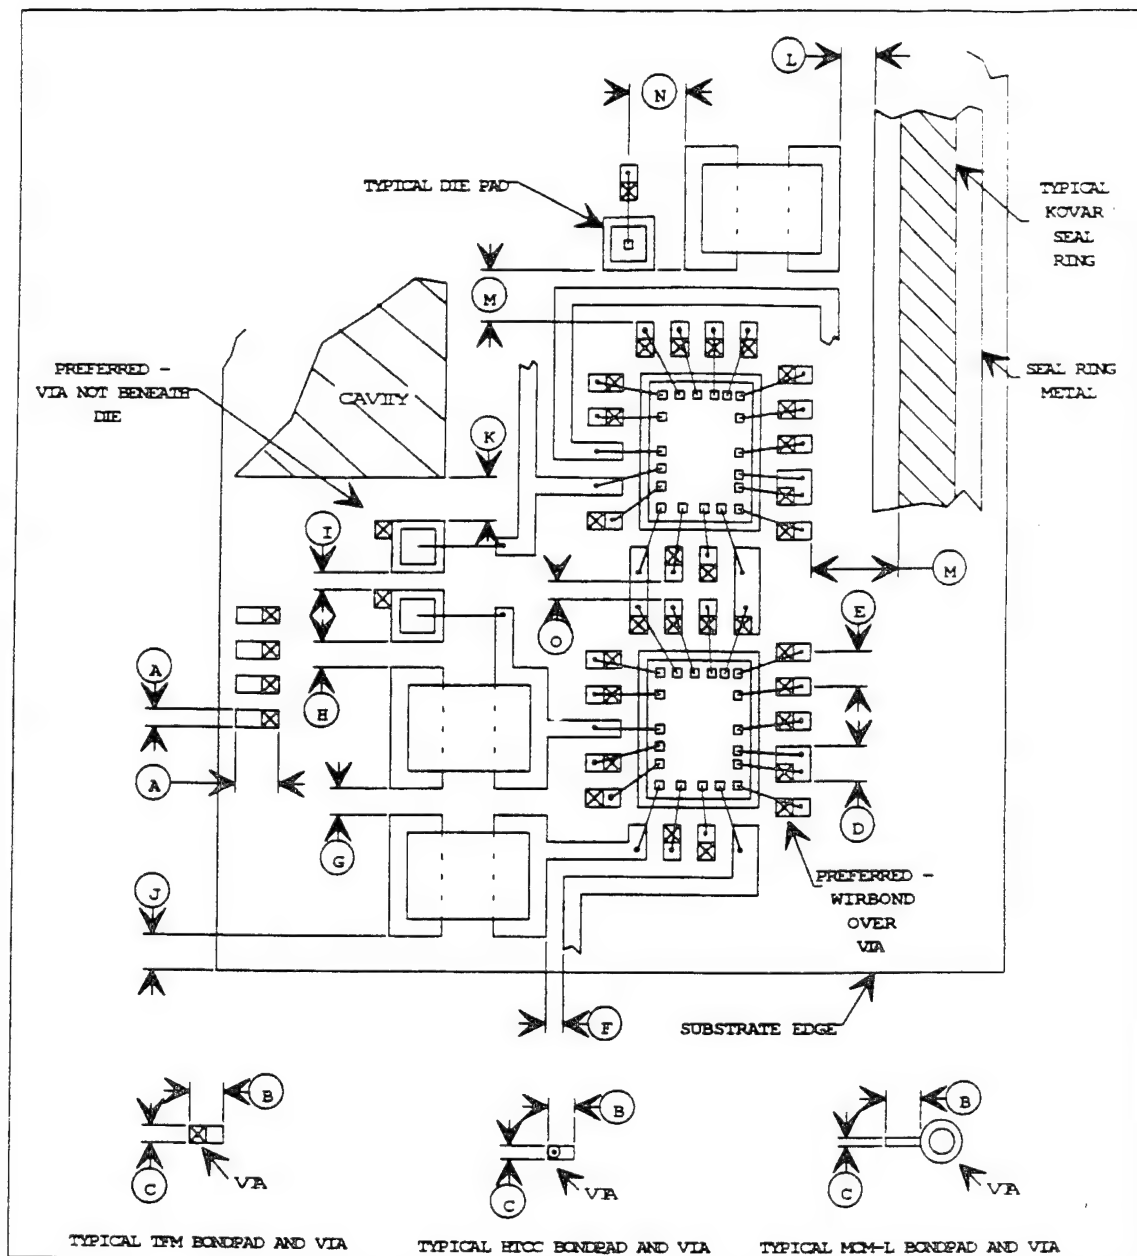 L
N
TYPICAL DIE PAD
TYPICAL
KOVAR
SEAL
RING
M
PREFERRED -
VIA NOT BENEATH
DIE
CAVITY
SEAL RING
METAL
K
I
M
E
O
A
H
A
D
G
PREFERRED -
WIRBOND
OVER
VIA
J
F
SUBSTRATE EDGE
B
B
B
C
VIA
C
VIA
C
VIA
TYPICAL TFM BONDPAD AND VIA
TYPICAL HTCC BONDPAD AND VIA
TYPICAL MCM-L BONDPAD AND VIA